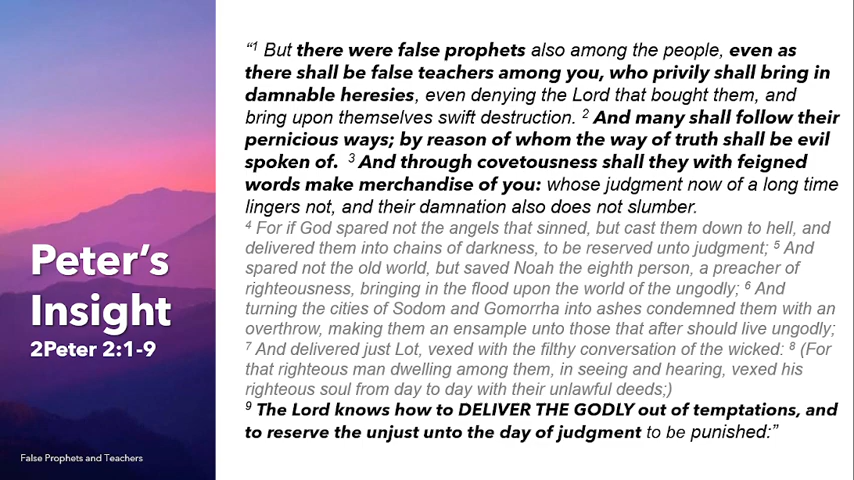 Peter's
Insight
2Peter 2:1-9
False Prophets and Teachers
"1 But there were false prophets also among the people, even as
there shall be false teachers among you, who privily shall bring in
damnable heresies, even denying the Lord that bought them, and
bring upon themselves swift destruction. 2 And many shall follow their
pernicious ways; by reason of whom the way of truth shall be evil
spoken of. 3 And through covetousness shall they with feigned
words make merchandise of you: whose judgment now of a long time
lingers not, and their damnation also does not slumber.
4 For if God spared not the angels that sinned, but cast them down to hell, and
delivered them into chains of darkness, to be reserved unto judgment; 5 And
spared not the old world, but saved Noah the eighth person, a preacher of
righteousness, bringing in the flood upon the world of the ungodly; 6 And
turning the cities of Sodom and Gomorrha into ashes condemned them with an
overthrow, making them an ensample unto those that after should live ungodly;
7 And delivered just Lot, vexed with the filthy conversation of the wicked: 8 (For
that righteous man dwelling among them, in seeing and hearing, vexed his
righteous soul from day to day with their unlawful deeds;)
9 The Lord knows how to DELIVER THE GODLY out of temptations, and
to reserve the unjust unto the day of judgment to be punished:"